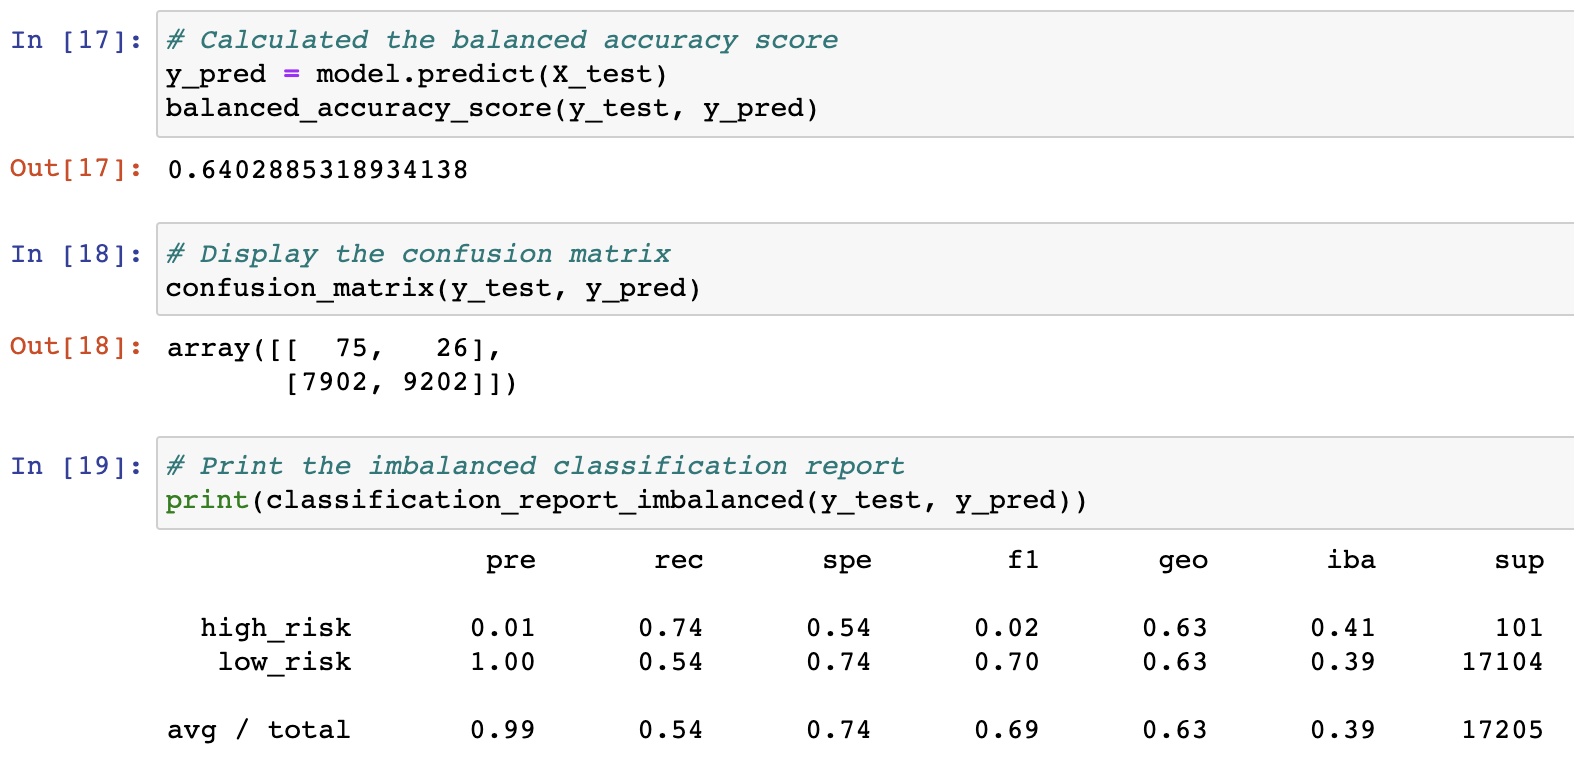 In [17]: # Calculated the balanced accuracy score
y_pred = model.predict(X_test)
balanced_accuracy_score(y_test, y_pred)
Out[17]: 0.6402885318934138
In [18]: # Display the confusion matrix
confusion_matrix(y_test, y_pred)
Out[18]: array([[  75,   26],
       [7902, 9202]])
In [19]: # Print the imbalanced classification report
print(classification_report_imbalanced(y_test, y_pred))
pre rec spe f1 geo iba sup
high_risk 0.01 0.74 0.54 0.02 0.63 0.41 101
low_risk 1.00 0.54 0.74 0.70 0.63 0.39 17104
avg / total 0.99 0.54 0.74 0.69 0.63 0.39 17205